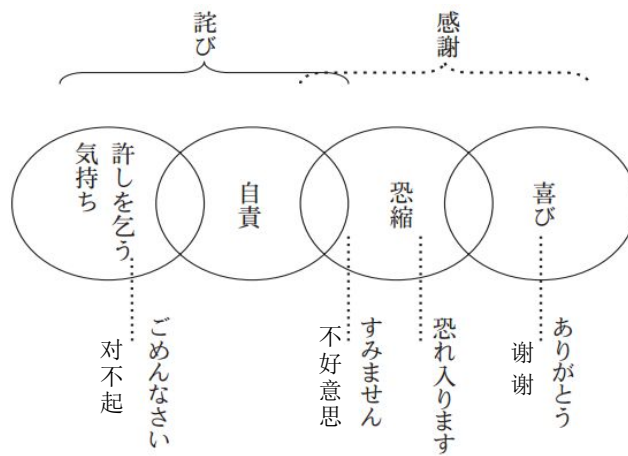 詫び
感謝
許しを乞う
気持ち
自責
恐縮
喜び
ごめんなさい
对不起
すみません
不好意思
恐れ入ります
ありがとう
谢谢